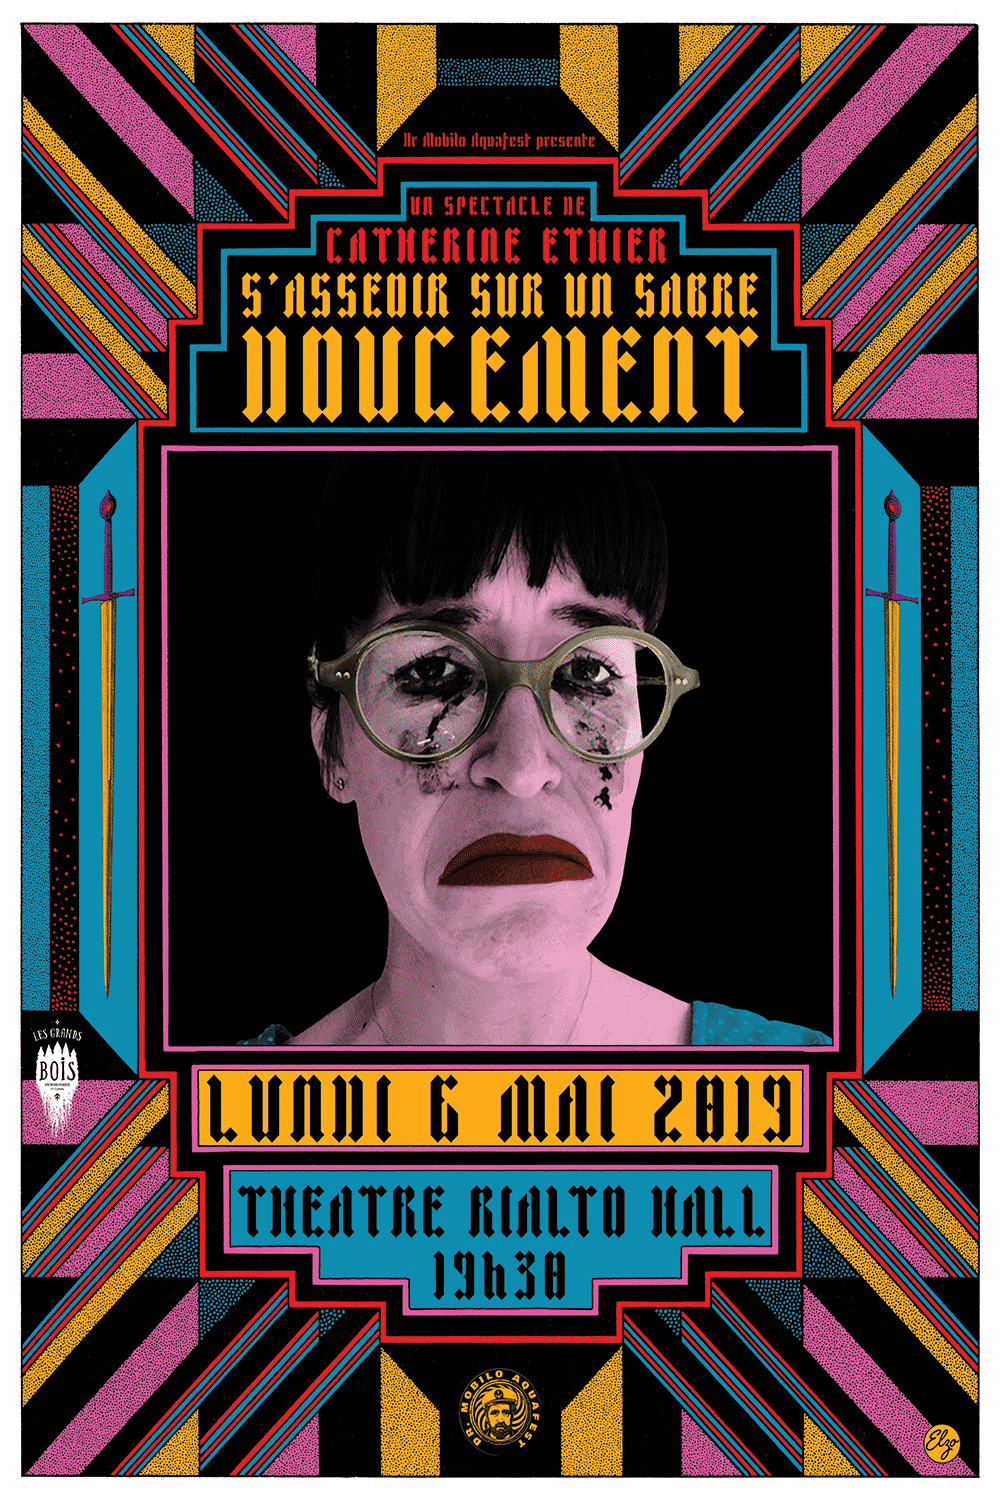 Dr Mobilo Aquafest presente
UN SPECTACLE DE
CATHERINE ETHIER
S'ASSEOIR SUR UN SABRE
DOUCEMENT
LES GRANDS
BOIS
LUNDI 6 MAI 2019
THEATRE RIALTO HALL
19h30
DR. MOBILO AQUAFEST
Elzo